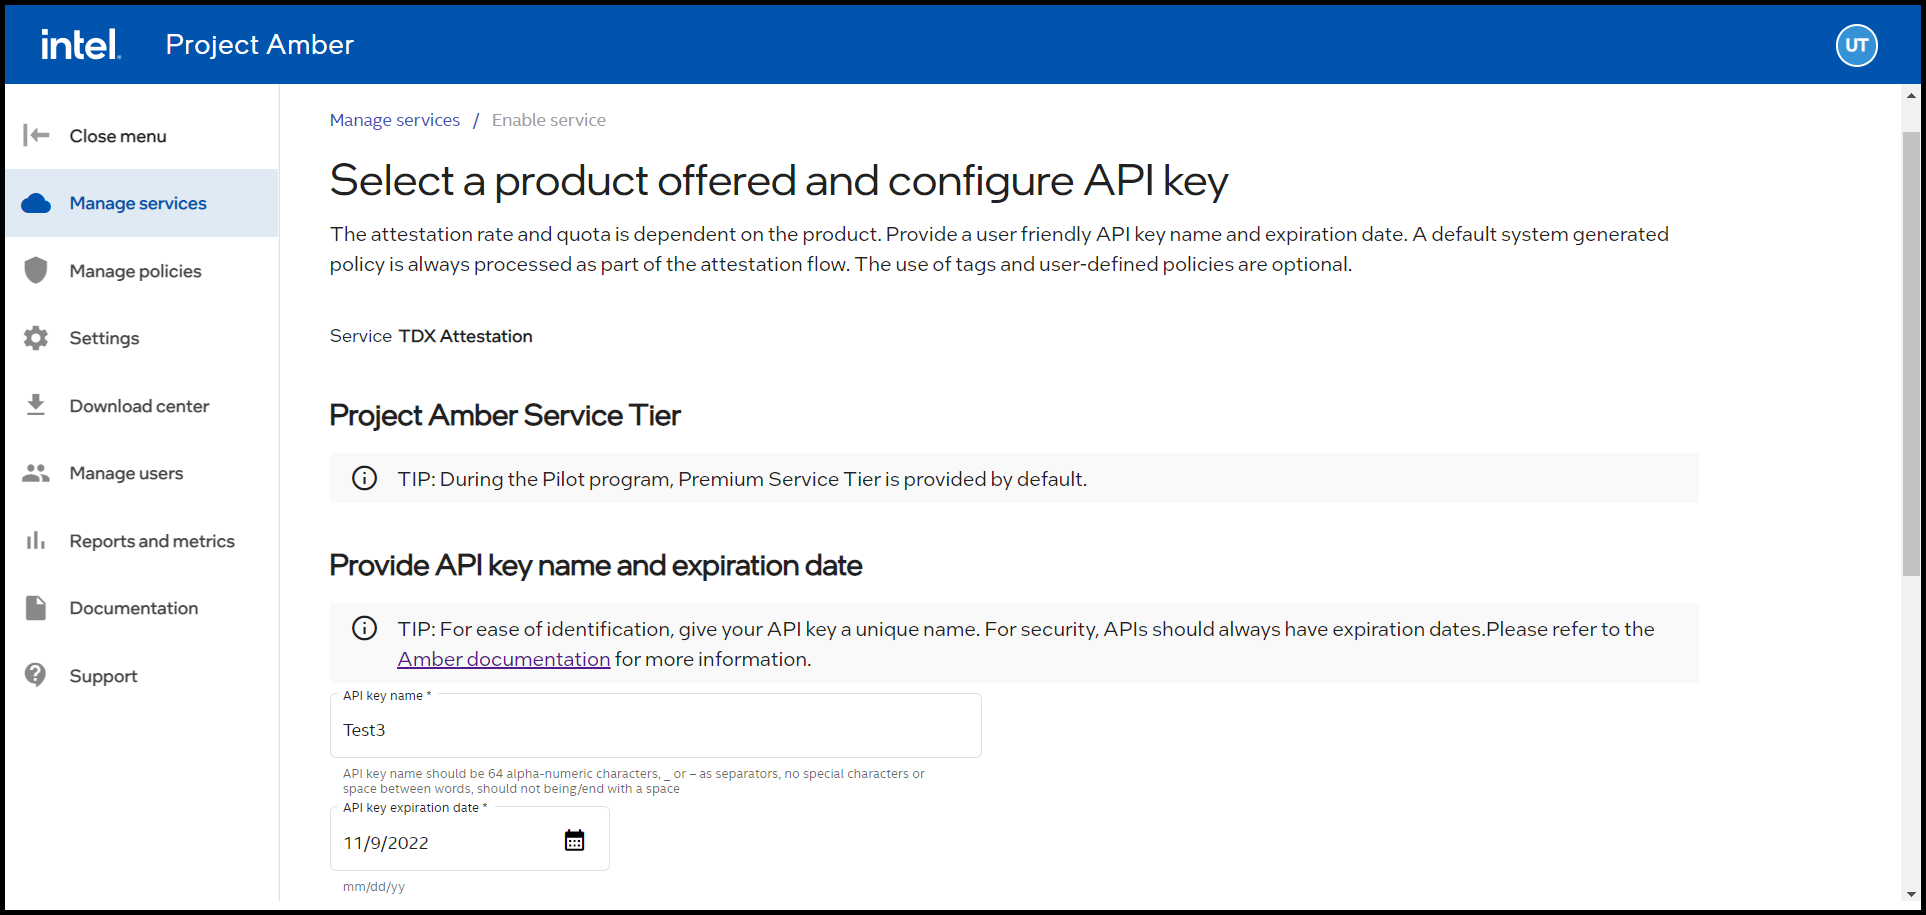 intel. Project Amber UT
Close menu
Manage services
Manage policies
Settings
Download center
Manage users
Reports and metrics
Documentation
Support
Manage services / Enable service
Select a product offered and configure API key
The attestation rate and quota is dependent on the product. Provide a user friendly API key name and expiration date. A default system generated
policy is always processed as part of the attestation flow. The use of tags and user-defined policies are optional.
Service TDX Attestation
Project Amber Service Tier
TIP: During the Pilot program, Premium Service Tier is provided by default.
Provide API key name and expiration date
TIP: For ease of identification, give your API key a unique name. For security, APIs should always have expiration dates.Please refer to the
Amber documentation for more information.
API key name *
Test3
API key name should be 64 alpha-numeric characters, _ or – as separators, no special characters or
space between words, should not being/end with a space
API key expiration date *
11/9/2022
mm/dd/yy